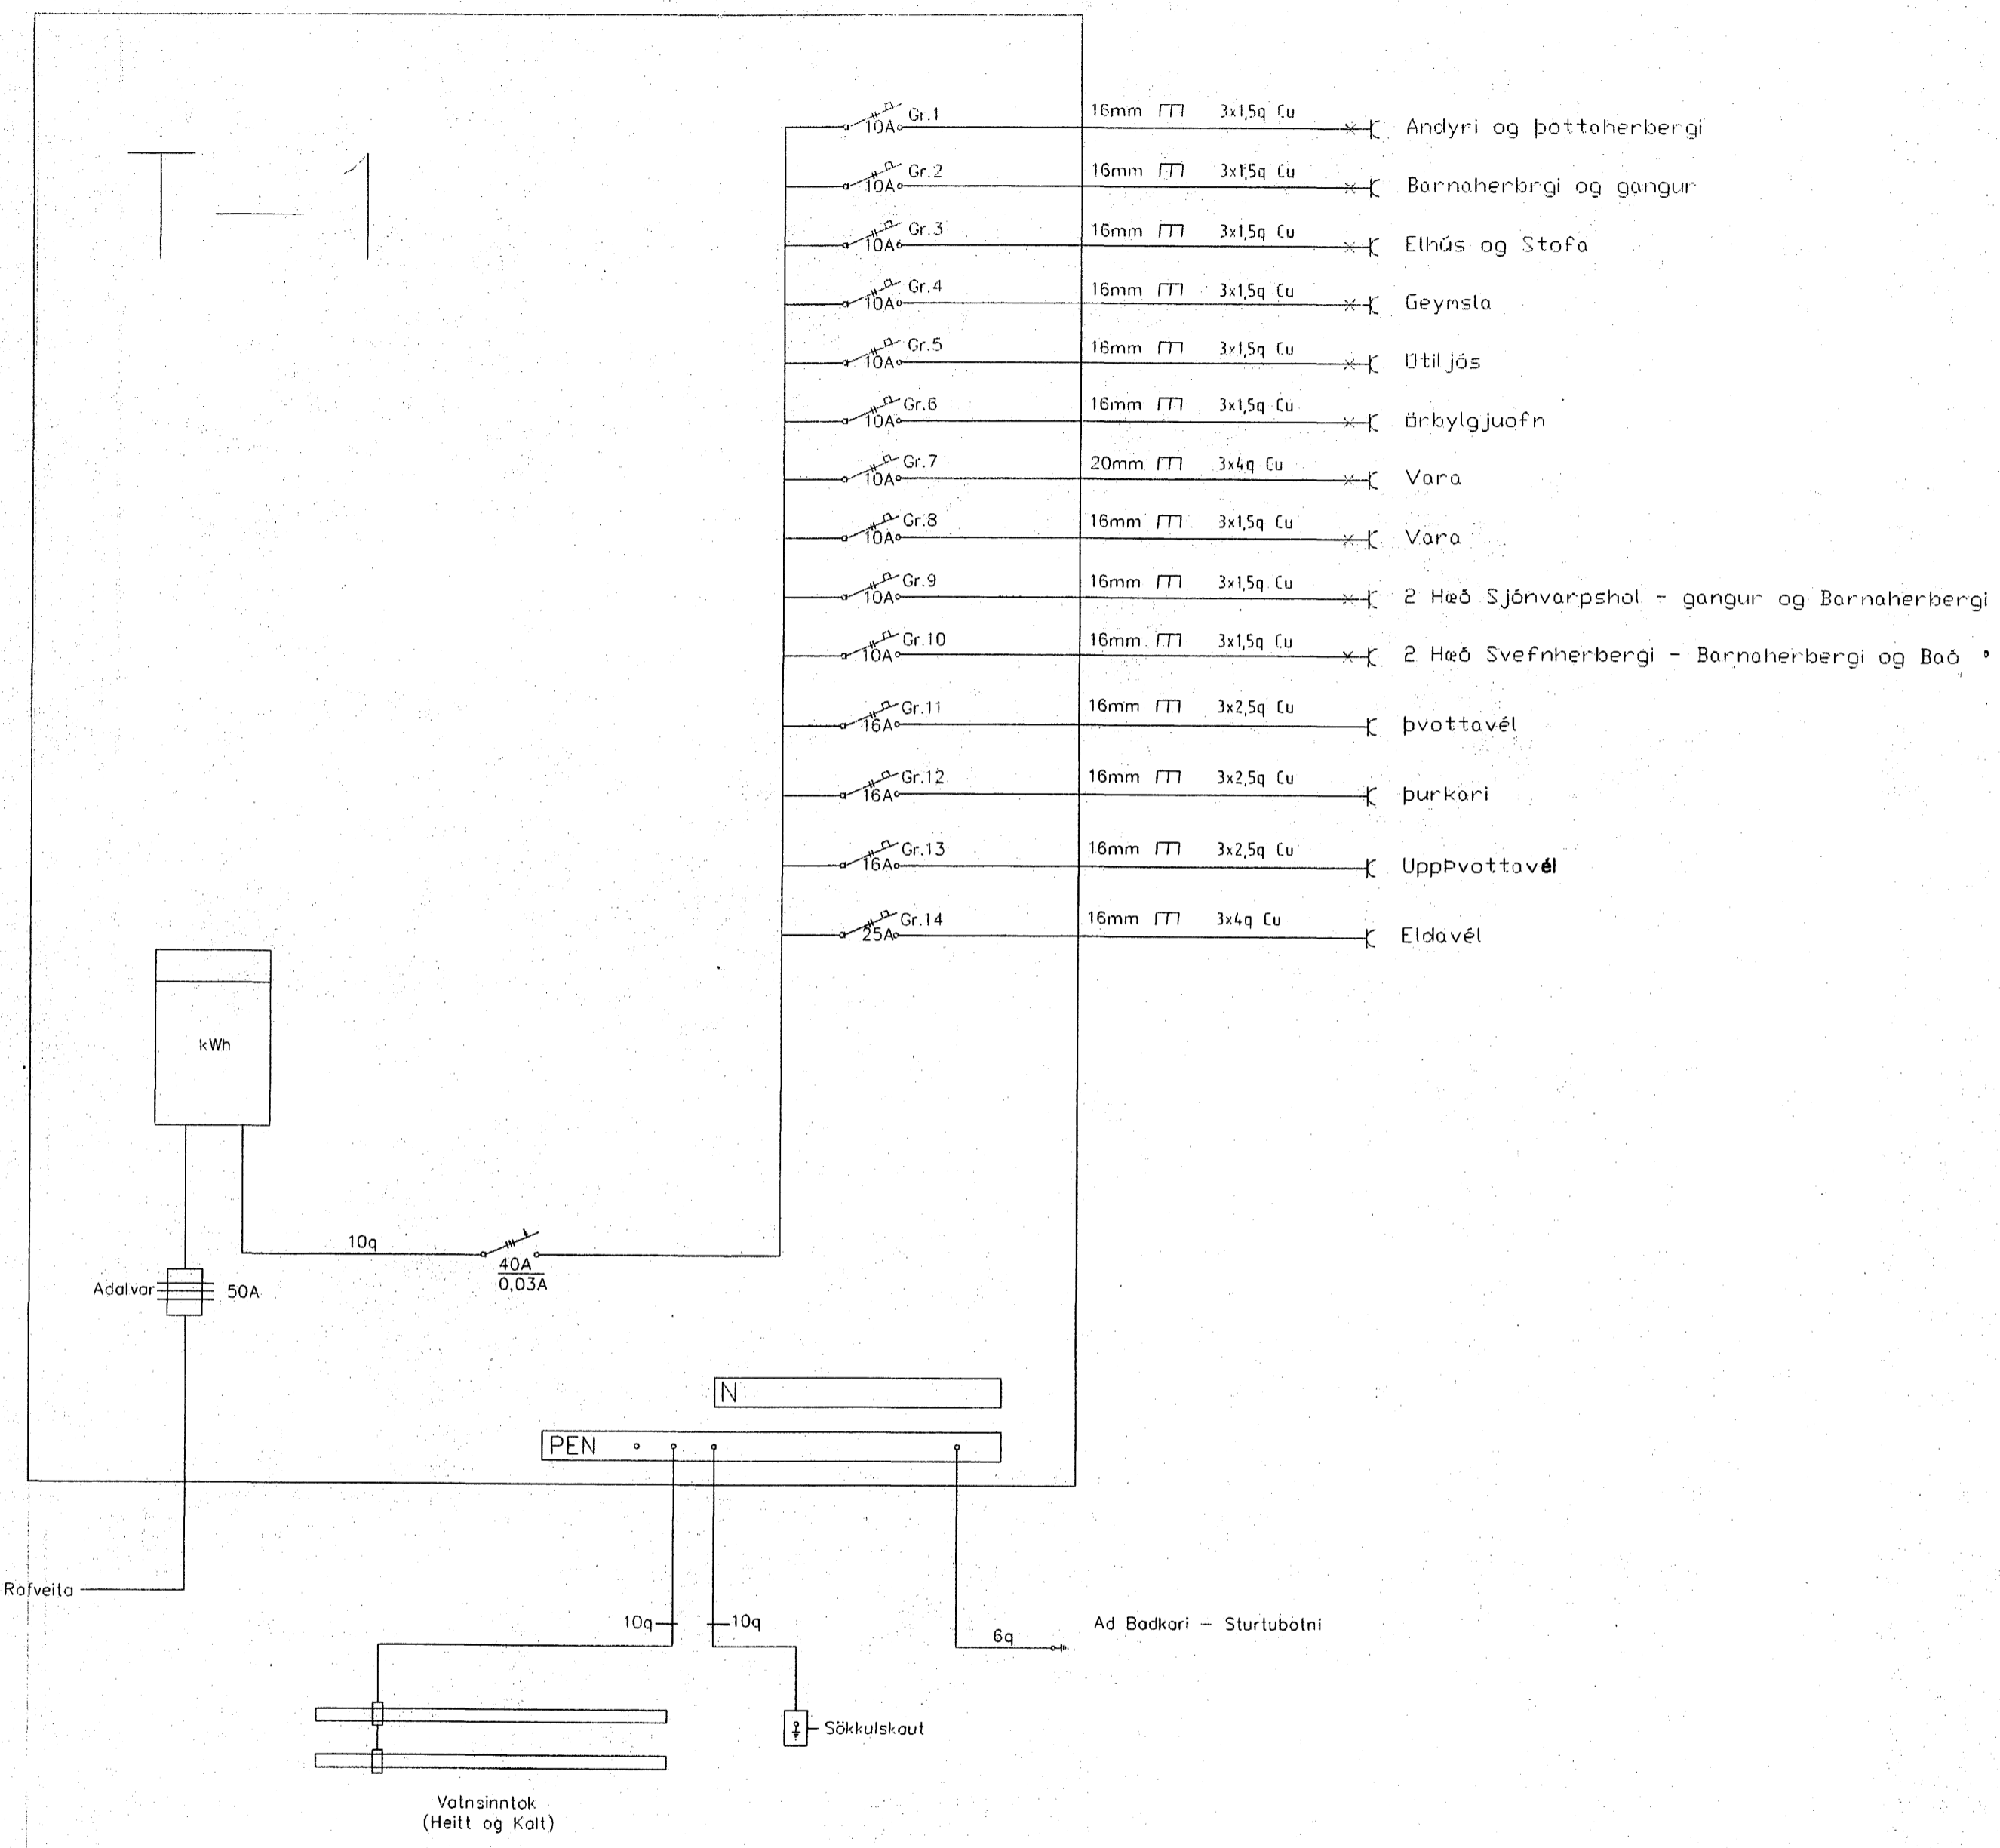 T-1
Gr.1 10A 16mm 3x1,5q Cu Andyri og þottaherbergi
Gr.2 10A 16mm 3x1,5q Cu Barnaherbrgi og gangur
Gr.3 10A 16mm 3x1,5q Cu Elhús og Stofa
Gr.4 10A 16mm 3x1,5q Cu Geymsla
Gr.5 10A 16mm 3x1,5q Cu Útiljós
Gr.6 10A 16mm 3x1,5q Cu örbylgjuofn
Gr.7 10A 20mm 3x4q Cu Vara
Gr.8 10A 16mm 3x1,5q Cu Vara
Gr.9 10A 16mm 3x1,5q Cu 2 Hæð Sjónvarpshol - gangur og Barnaherbergi
Gr.10 10A 16mm 3x1,5q Cu 2 Hæð Svefnherbergi - Barnaherbergi og Bað
Gr.11 16A 16mm 3x2,5q Cu þvottavél
Gr.12 16A 16mm 3x2,5q Cu þurkari
Gr.13 16A 16mm 3x2,5q Cu UppÞvottavél
Gr.14 25A 16mm 3x4q Cu Eldavél
kWh
10q
40A
0,03A
Adalvar 50A
N
PEN
Rafveita
10q 10q
6q
Ad Badkari - Sturtubotni
Sökkulskaut
Vatnsinntok
(Heitt og Kalt)